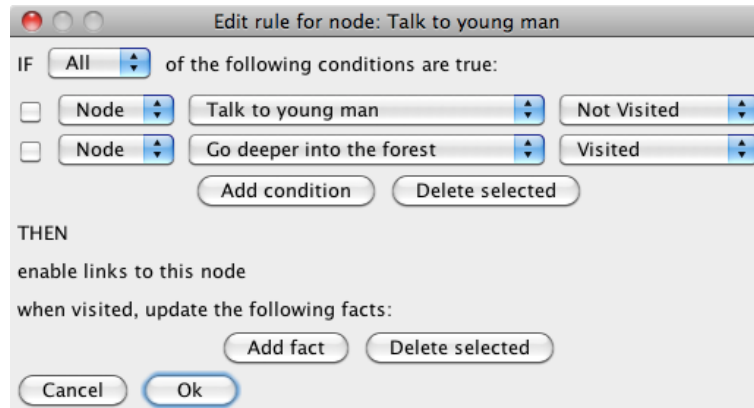 Edit rule for node: Talk to young man
IF All of the following conditions are true:
Node Talk to young man Not Visited
Node Go deeper into the forest Visited
Add condition Delete selected
THEN
enable links to this node
when visited, update the following facts:
Add fact Delete selected
Cancel Ok